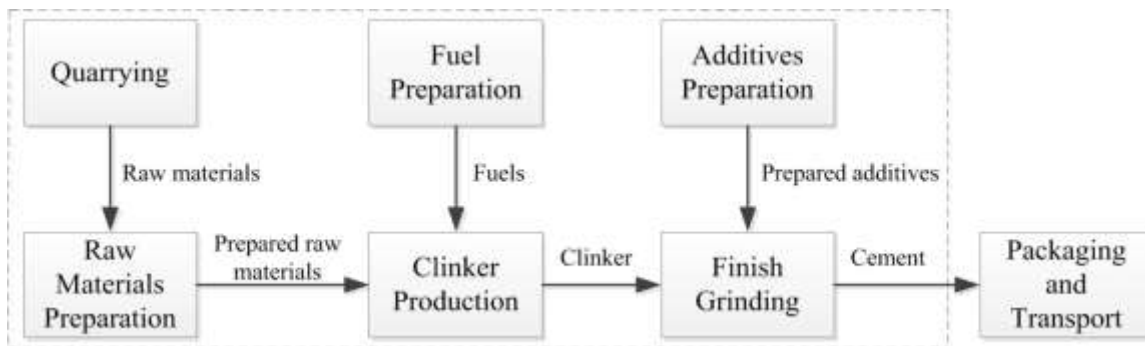 Quarrying
Fuel
Preparation
Additives
Preparation
Raw materials
Fuels
Prepared additives
Raw
Materials
Preparation
Prepared raw
materials
Clinker
Production
Clinker
Finish
Grinding
Cement
Packaging
and
Transport